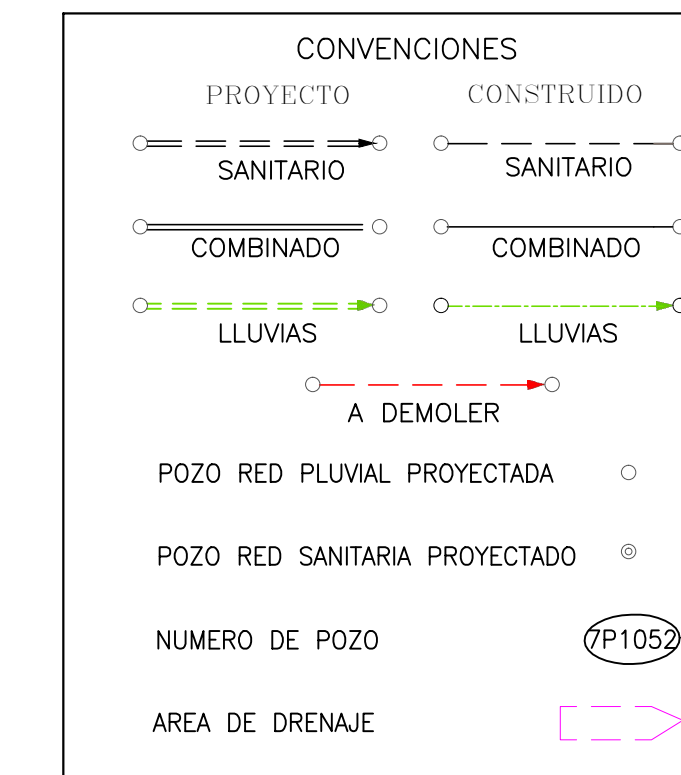 CONVENCIONES
PROYECTO CONSTRUIDO
SANITARIO SANITARIO
COMBINADO COMBINADO
LLUVIAS LLUVIAS
A DEMOLER
POZO RED PLUVIAL PROYECTADA
POZO RED SANITARIA PROYECTADO
NUMERO DE POZO 7P1052
AREA DE DRENAJE